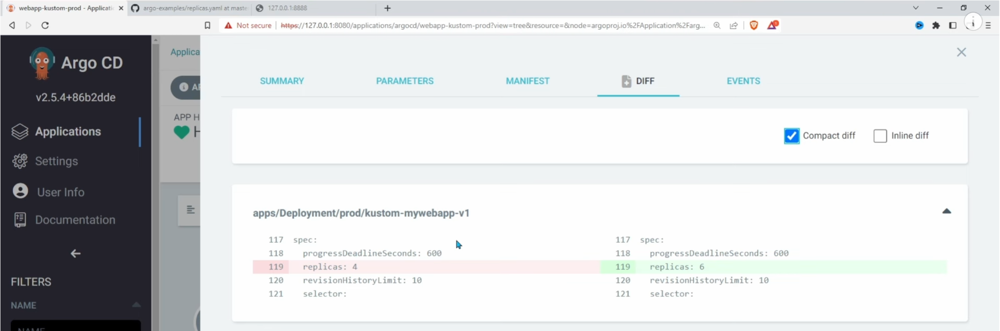 webapp-kustom-prod - Applicati
argo-examples/replicas.yaml at maste
127.0.0.1:8888
Not secure
https://127.0.0.1:8080/applications/argocd/webapp-kustom-prod?view=tree&resource=&node=argoproj.io%2FApplication%2Farg...
Argo CD
v2.5.4+86b2dde
Applications
Settings
User Info
Documentation
FILTERS
NAME
NAME
Applica
AP
APP H
H
SUMMARY
PARAMETERS
MANIFEST
DIFF
EVENTS
Compact diff
Inline diff
apps/Deployment/prod/kustom-mywebapp-v1
117 spec:
118 progressDeadlineSeconds: 600
119 replicas: 4
120 revisionHistoryLimit: 10
121 selector:
117 spec:
118 progressDeadlineSeconds: 600
119 replicas: 6
120 revisionHistoryLimit: 10
121 selector: